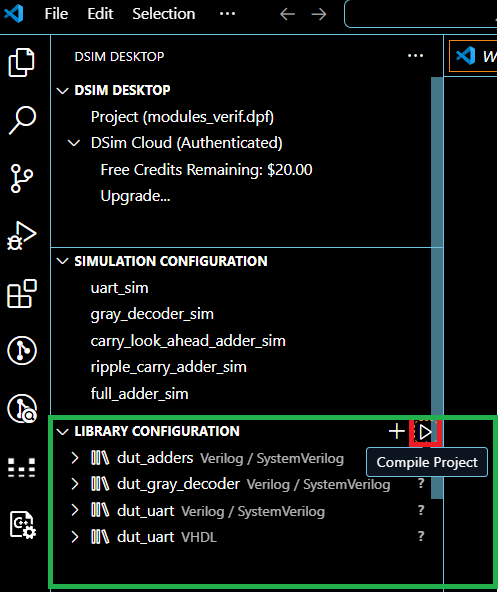 File Edit Selection ···
W
DSIM DESKTOP ···
DSIM DESKTOP
Project (modules_verif.dpf)
DSim Cloud (Authenticated)
Free Credits Remaining: $20.00
Upgrade...
SIMULATION CONFIGURATION
uart_sim
gray_decoder_sim
carry_look_ahead_adder_sim
ripple_carry_adder_sim
full_adder_sim
LIBRARY CONFIGURATION
dut_adders Verilog / SystemVerilog
Compile Project
dut_gray_decoder Verilog / SystemVerilog ?
dut_uart Verilog / SystemVerilog ?
dut_uart VHDL ?